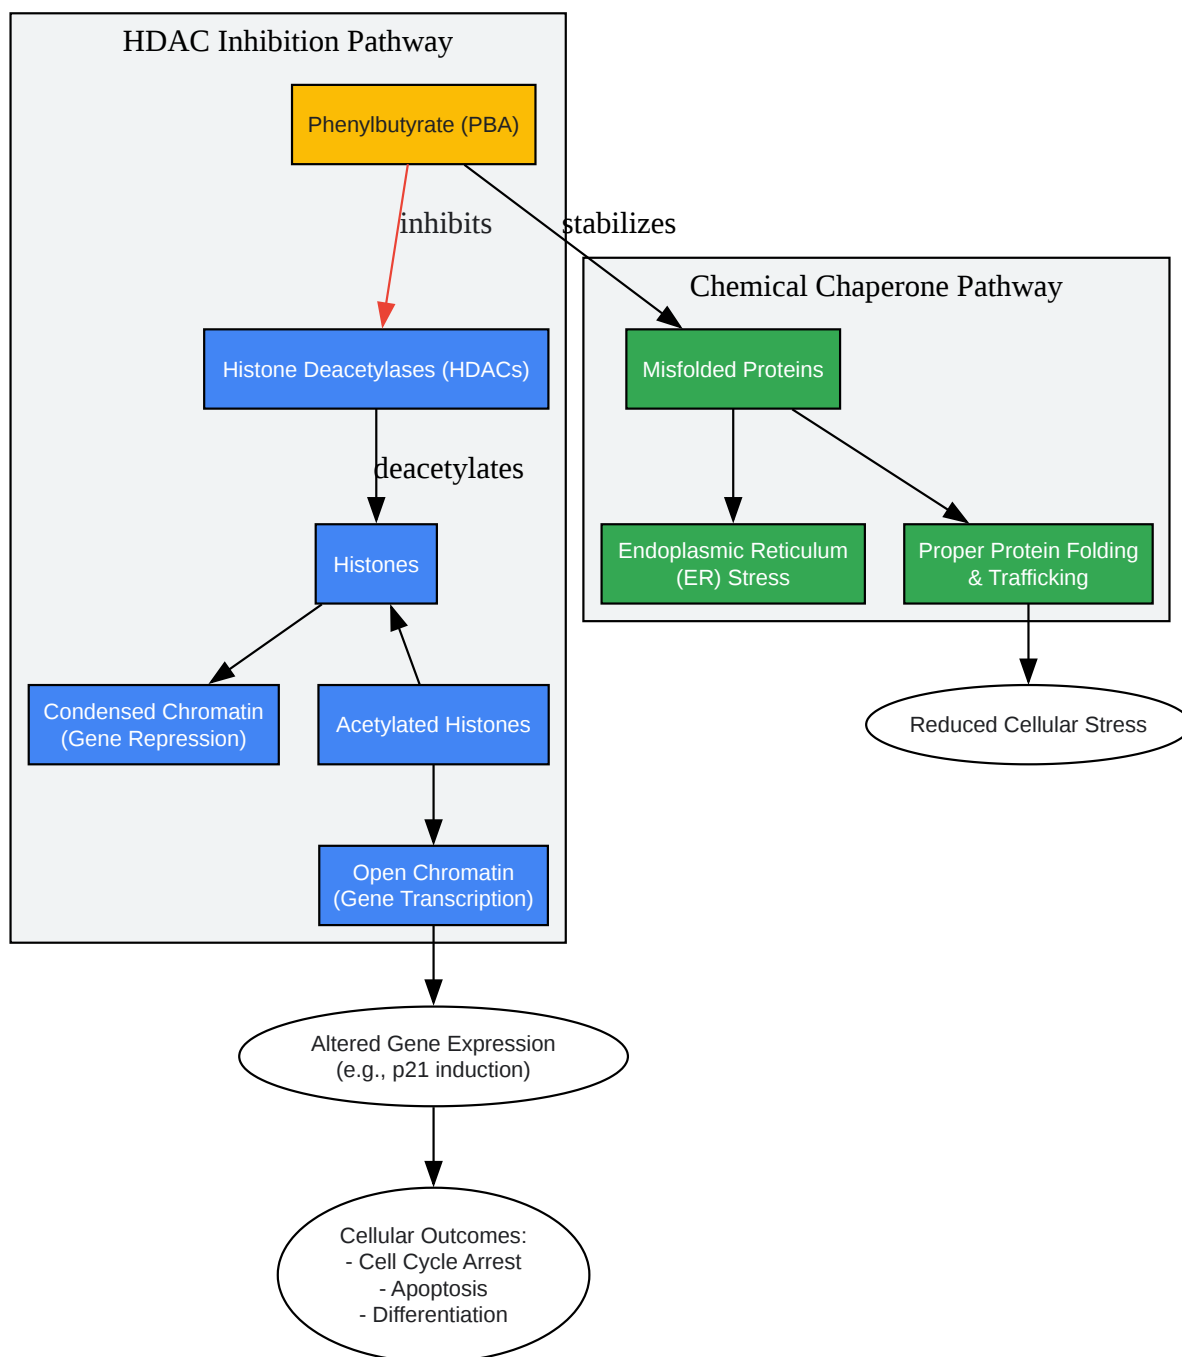 HDAC Inhibition Pathway
Phenylbutyrate (PBA)
inhibits
stabilizes
Chemical Chaperone Pathway
Histone Deacetylases (HDACs)
Misfolded Proteins
deacetylates
Histones
Endoplasmic Reticulum
(ER) Stress
Proper Protein Folding
& Trafficking
Condensed Chromatin
(Gene Repression)
Acetylated Histones
Reduced Cellular Stress
Open Chromatin
(Gene Transcription)
Altered Gene Expression
(e.g., p21 induction)
Cellular Outcomes:
- Cell Cycle Arrest
- Apoptosis
- Differentiation